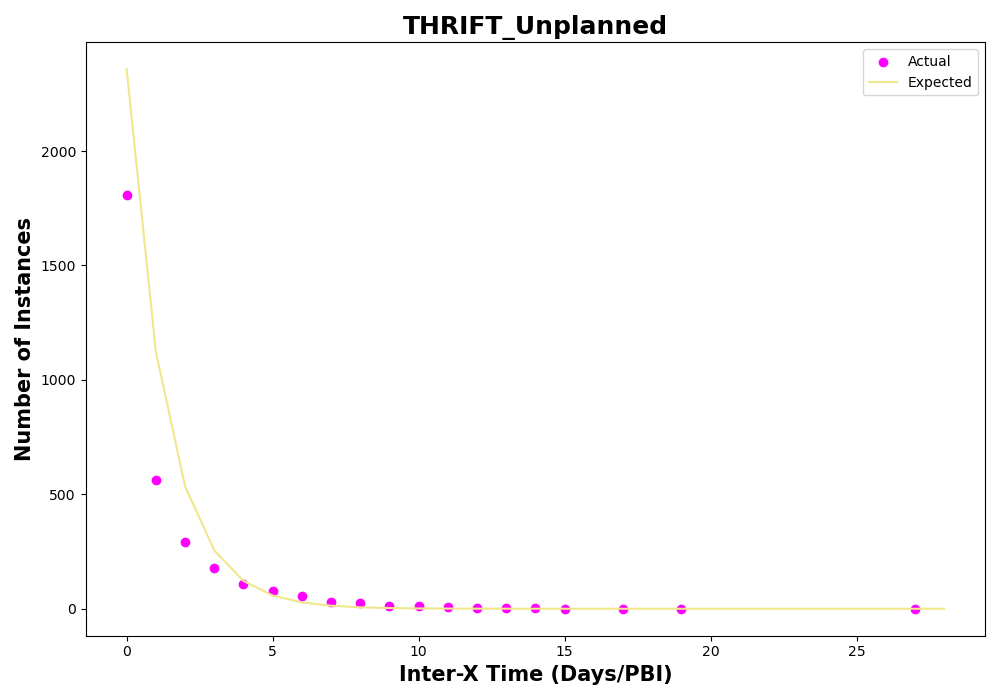 THRIFT_Unplanned
Actual
Expected
Number of Instances
2000
1500
1000
500
0
0 5 10 15 20 25
Inter-X Time (Days/PBI)